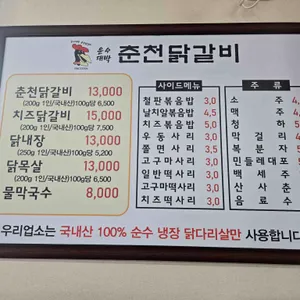 순수
대박
춘천닭갈비
춘천닭갈비 13,000
(200g 1인/국내산)100g당 6,500
치즈닭갈비 15,000
(200g 1인/국내산)100g당 7,500
닭내장 13,000
(250g 1인/국내산)100g당 5,200
닭목살 13,000
(200g 1인/국내산)100g당 6,500
물막국수 8,000
사이드메뉴
철판볶음밥 3,0
날치알볶음밥 3,5
치즈볶음밥
우동사리 3,0
쫄면사리 3,5
고구마사리 3,0
일반떡사리 3,0
고구마떡사리
치즈떡사리
주류
소주
맥주
청하
막걸리
복분자
민들레대포
백세주
산사춘
음료수
우리업소는 국내산 100% 순수 냉장 닭다리살만 사용합니다